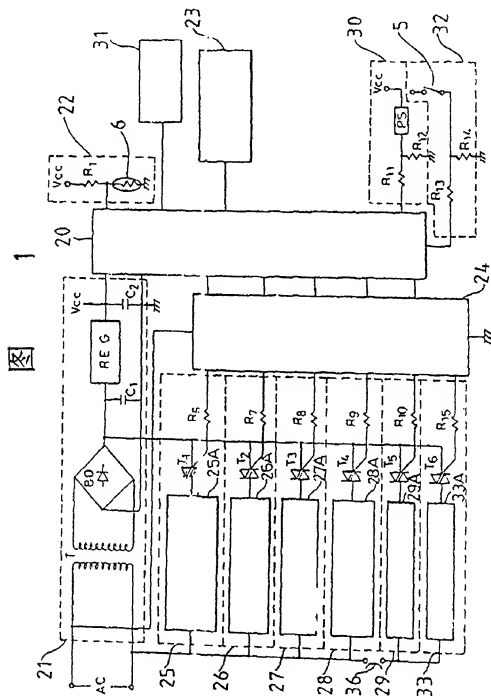 图 1
21
AC
T
BD
C1
REG
Vcc
C2
20
22
Vcc
R1
6
31
23
30
Vcc
PS
R11
R12
5
32
R13
R14
24
25
T1
25A
R6
26
T2
26A
R7
27
T3
27A
R8
28
T4
28A
R9
36
29
T5
29A
R10
33
T6
33A
R15